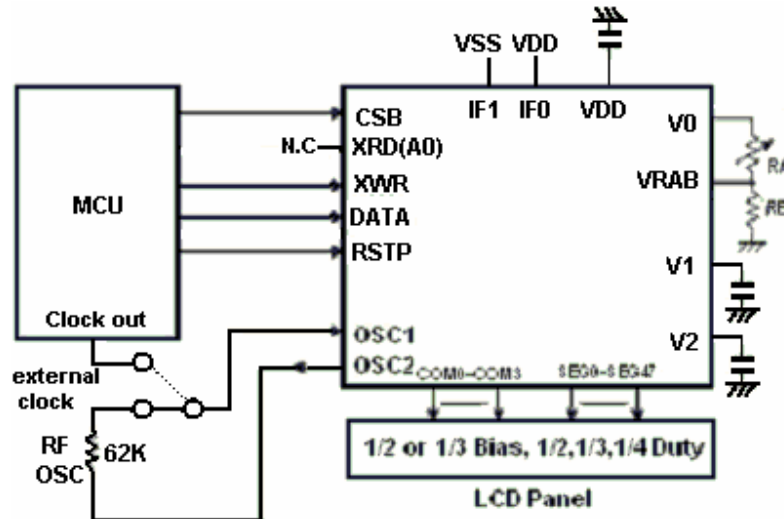 VSS VDD
IF1 IF0 VDD
CSB
N.C XRD(A0)
XWR
DATA
RSTP
OSC1
OSC2
COM0-COM3
SEG0-SEG47
V0
VRAB
V1
V2
MCU
Clock out
external
clock
RF
OSC
62K
1/2 or 1/3 Bias, 1/2,1/3,1/4 Duty
LCD Panel